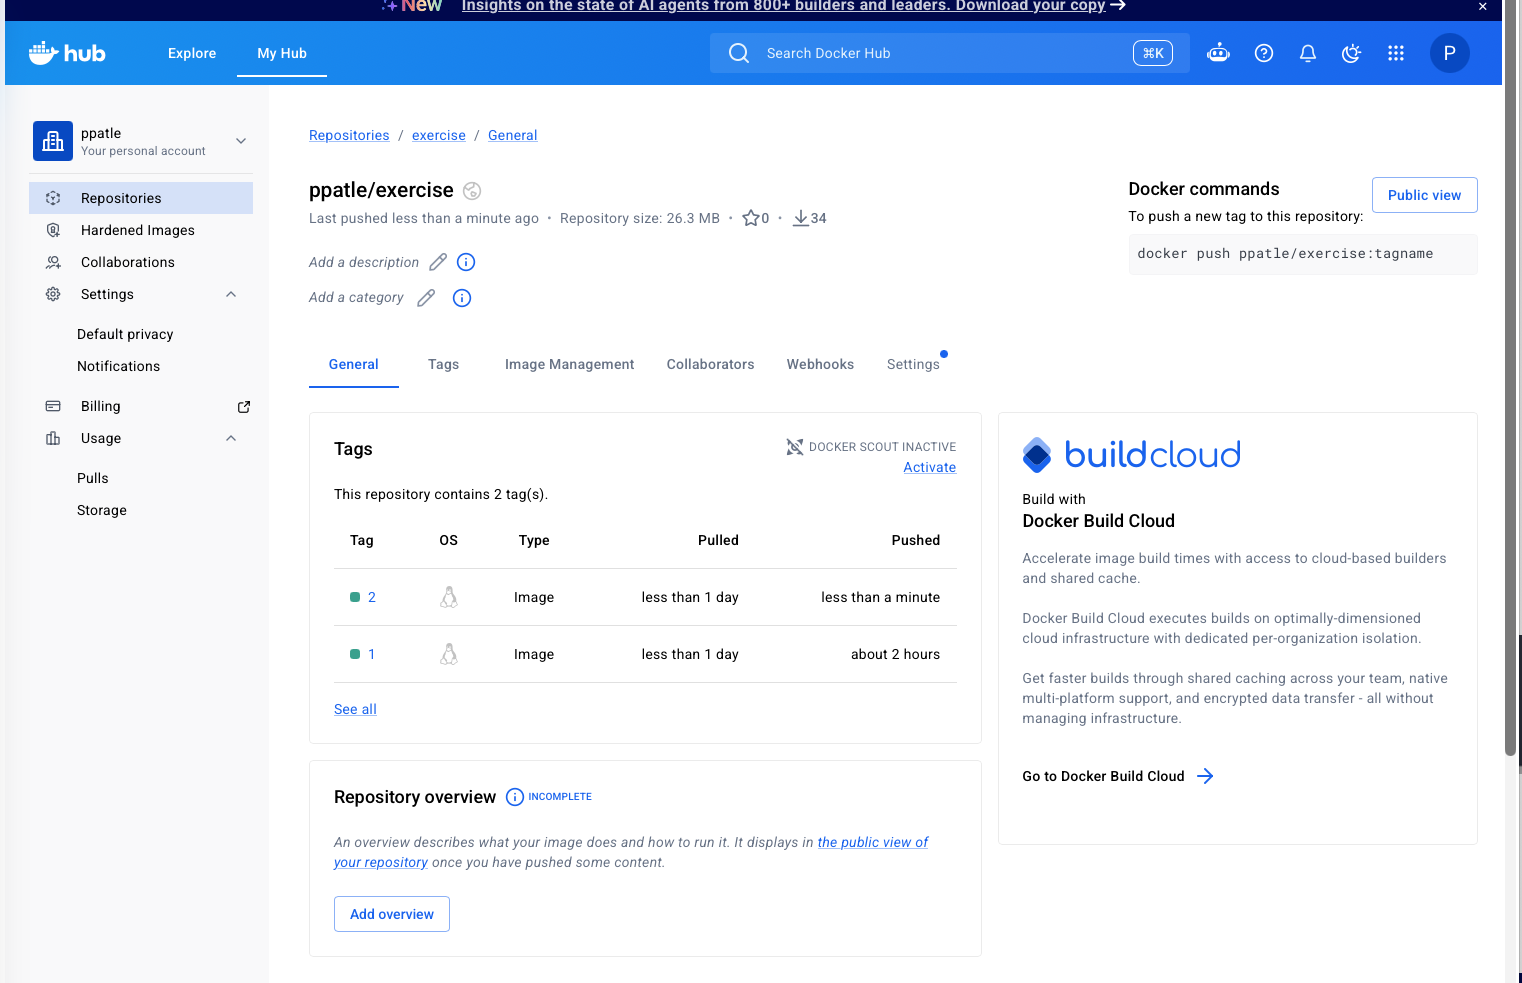 New Insights on the state of AI agents from 800+ builders and leaders. Download your copy →
hub Explore My Hub Search Docker Hub ⌘K P
ppatle
Your personal account
Repositories
Hardened Images
Collaborations
Settings
Default privacy
Notifications
Billing
Usage
Pulls
Storage
Repositories / exercise / General
ppatle/exercise
Last pushed less than a minute ago · Repository size: 26.3 MB · 0 · 34
Add a description
Add a category
Docker commands
Public view
To push a new tag to this repository:
docker push ppatle/exercise:tagname
General Tags Image Management Collaborators Webhooks Settings
Tags
DOCKER SCOUT INACTIVE
Activate
This repository contains 2 tag(s).
Tag OS Type Pulled Pushed
2 Image less than 1 day less than a minute
1 Image less than 1 day about 2 hours
See all
Repository overview INCOMPLETE
An overview describes what your image does and how to run it. It displays in the public view of
your repository once you have pushed some content.
Add overview
buildcloud
Build with
Docker Build Cloud
Accelerate image build times with access to cloud-based builders
and shared cache.
Docker Build Cloud executes builds on optimally-dimensioned
cloud infrastructure with dedicated per-organization isolation.
Get faster builds through shared caching across your team, native
multi-platform support, and encrypted data transfer - all without
managing infrastructure.
Go to Docker Build Cloud →